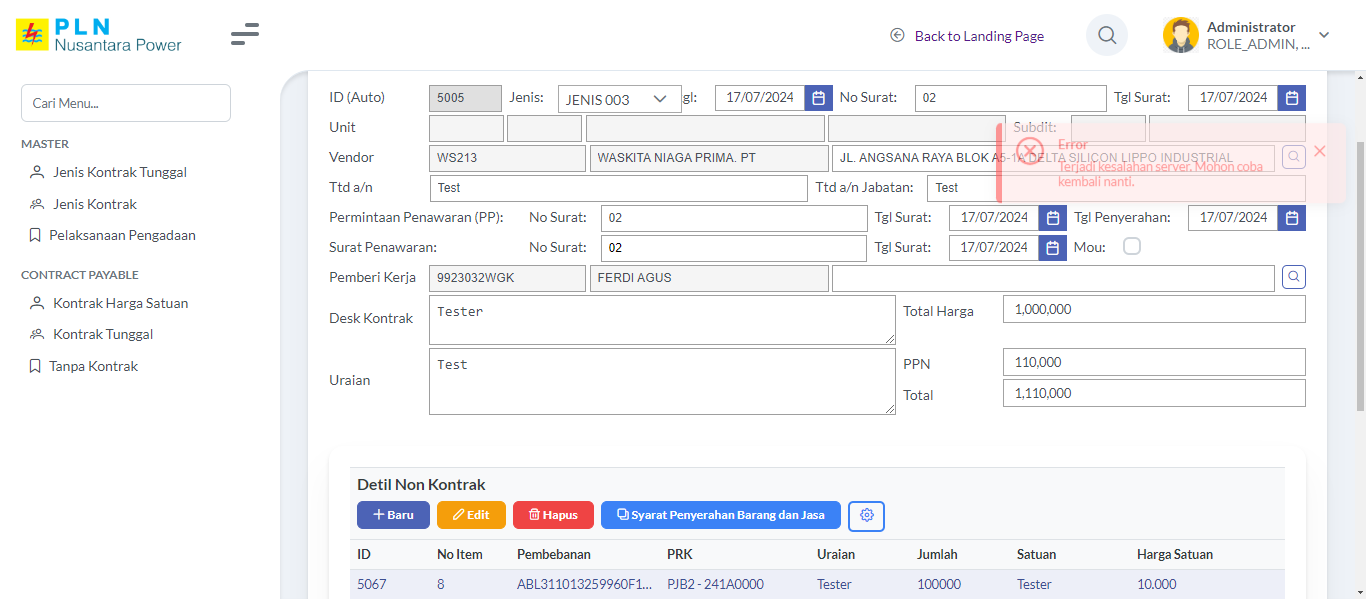 PLN
Nusantara Power
Back to Landing Page
Administrator
ROLE_ADMIN, ...
Cari Menu...
MASTER
Jenis Kontrak Tunggal
Jenis Kontrak
Pelaksanaan Pengadaan
CONTRACT PAYABLE
Kontrak Harga Satuan
Kontrak Tunggal
Tanpa Kontrak
ID (Auto) 5005 Jenis: JENIS 003 gl: 17/07/2024 No Surat: 02 Tgl Surat: 17/07/2024
Unit Subdit:
Error
Terjadi kesalahan server. Mohon coba
kembali nanti.
Vendor WS213 WASKITA NIAGA PRIMA. PT JL. ANGSANA RAYA BLOK A5-1A DELTA SILICON LIPPO INDUSTRIAL
Ttd a/n Test Ttd a/n Jabatan: Test
Permintaan Penawaran (PP): No Surat: 02 Tgl Surat: 17/07/2024 Tgl Penyerahan: 17/07/2024
Surat Penawaran: No Surat: 02 Tgl Surat: 17/07/2024 Mou:
Pemberi Kerja 9923032WGK FERDI AGUS
Desk Kontrak Tester Total Harga 1,000,000
Uraian Test PPN 110,000
Total 1,110,000
Detil Non Kontrak
Baru Edit Hapus Syarat Penyerahan Barang dan Jasa
ID No Item Pembebanan PRK Uraian Jumlah Satuan Harga Satuan
5067 8 ABL311013259960F1... PJB2 - 241A0000 Tester 100000 Tester 10.000